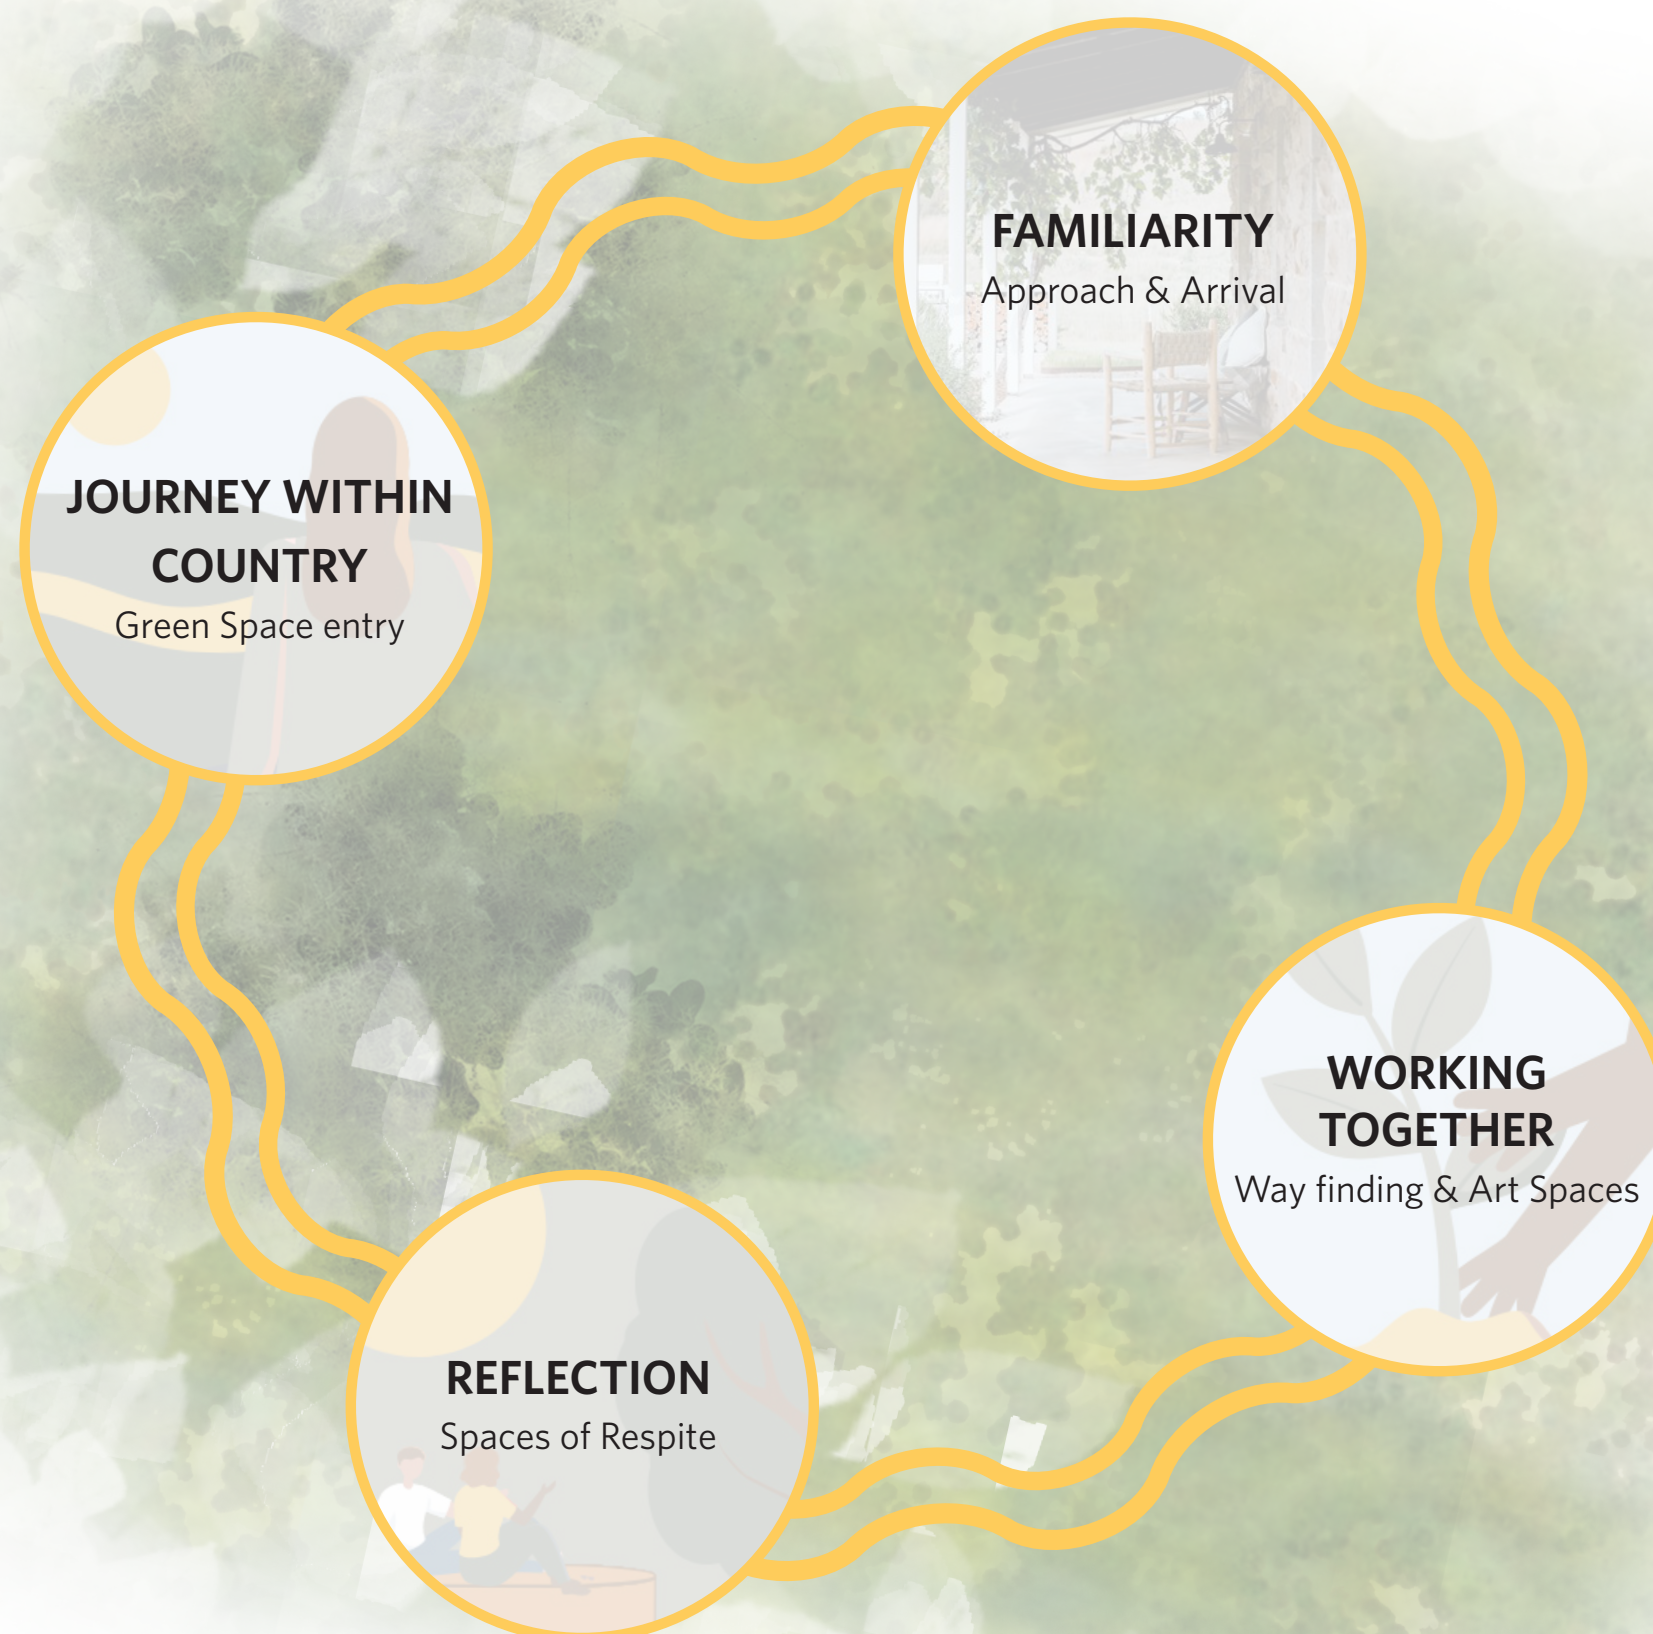 FAMILIARITY
Approach & Arrival
JOURNEY WITHIN
COUNTRY
Green Space entry
WORKING
TOGETHER
Way finding & Art Spaces
REFLECTION
Spaces of Respite